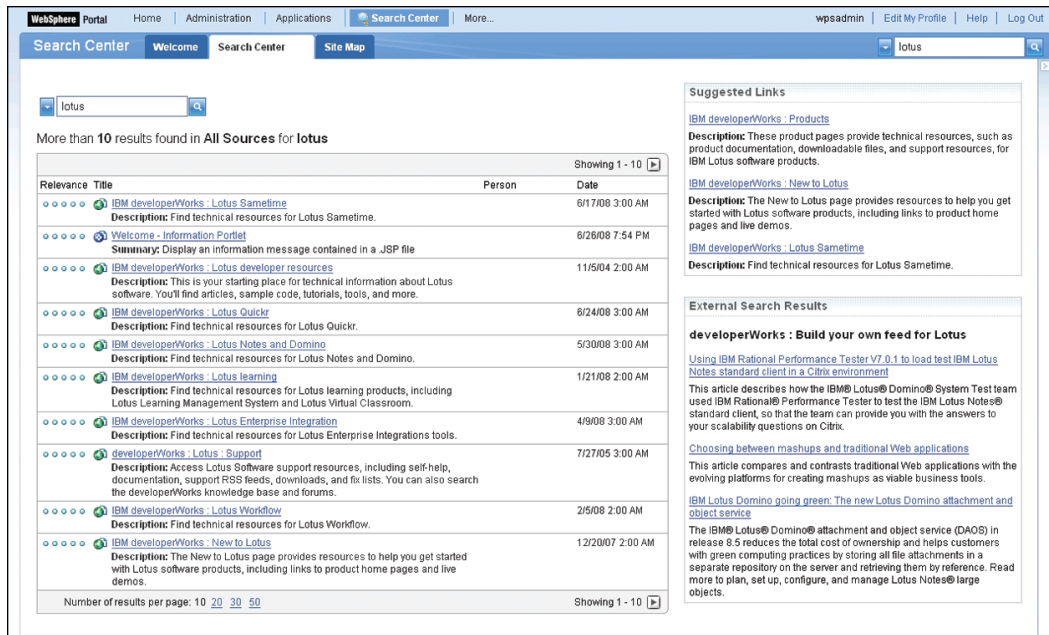 WebSphere Portal Home Administration Applications Search Center More... wpsadmin Edit My Profile Help Log Out
Search Center Welcome Search Center Site Map lotus
lotus
More than 10 results found in All Sources for lotus
Showing 1 - 10
Relevance Title Person Date
IBM developerWorks : Lotus Sametime 6/17/08 3:00 AM
Description: Find technical resources for Lotus Sametime.
Welcome - Information Portlet 6/26/08 7:54 PM
Summary: Display an information message contained in a .JSP file
IBM developerWorks : Lotus developer resources 11/5/04 2:00 AM
Description: This is your starting place for technical information about Lotus
software. You'll find articles, sample code, tutorials, tools, and more.
IBM developerWorks : Lotus Quickr 6/24/08 3:00 AM
Description: Find technical resources for Lotus Quickr.
IBM developerWorks : Lotus Notes and Domino 5/30/08 3:00 AM
Description: Find technical resources for Lotus Notes and Domino.
IBM developerWorks : Lotus learning 1/21/08 2:00 AM
Description: Find technical resources for Lotus learning products, including
Lotus Learning Management System and Lotus Virtual Classroom.
IBM developerWorks : Lotus Enterprise Integration 4/9/08 3:00 AM
Description: Find technical resources for Lotus Enterprise Integrations tools.
developerWorks : Lotus : Support 7/27/05 3:00 AM
Description: Access Lotus Software support resources, including self-help,
documentation, support RSS feeds, downloads, and fix lists. You can also search
the developerWorks knowledge base and forums.
IBM developerWorks : Lotus Workflow 2/5/08 2:00 AM
Description: Find technical resources for Lotus Workflow.
IBM developerWorks : New to Lotus 12/20/07 2:00 AM
Description: The New to Lotus page provides resources to help you get started
with Lotus software products, including links to product home pages and live
demos.
Number of results per page: 10 20 30 50 Showing 1 - 10
Suggested Links
IBM developerWorks : Products
Description: These product pages provide technical resources, such as
product documentation, downloadable files, and support resources, for
IBM Lotus software products.
IBM developerWorks : New to Lotus
Description: The New to Lotus page provides resources to help you get
started with Lotus software products, including links to product home
pages and live demos.
IBM developerWorks : Lotus Sametime
Description: Find technical resources for Lotus Sametime.
External Search Results
developerWorks : Build your own feed for Lotus
Using IBM Rational Performance Tester V7.0.1 to load test IBM Lotus
Notes standard client in a Citrix environment
This article describes how the IBM® Lotus® Domino® System Test team
used IBM Rational® Performance Tester to test the IBM Lotus Notes®
standard client, so that the team can provide you with the answers to
your scalability questions on Citrix.
Choosing between mashups and traditional Web applications
This article compares and contrasts traditional Web applications with the
evolving platforms for creating mashups as viable business tools.
IBM Lotus Domino going green: The new Lotus Domino attachment and
object service
The IBM® Lotus® Domino® attachment and object service (DAOS) in
release 8.5 reduces the total cost of ownership and helps customers
with green computing practices by storing all file attachments in a
separate repository on the server and retrieving them by reference. Read
more to plan, set up, configure, and manage Lotus Notes® large
objects.